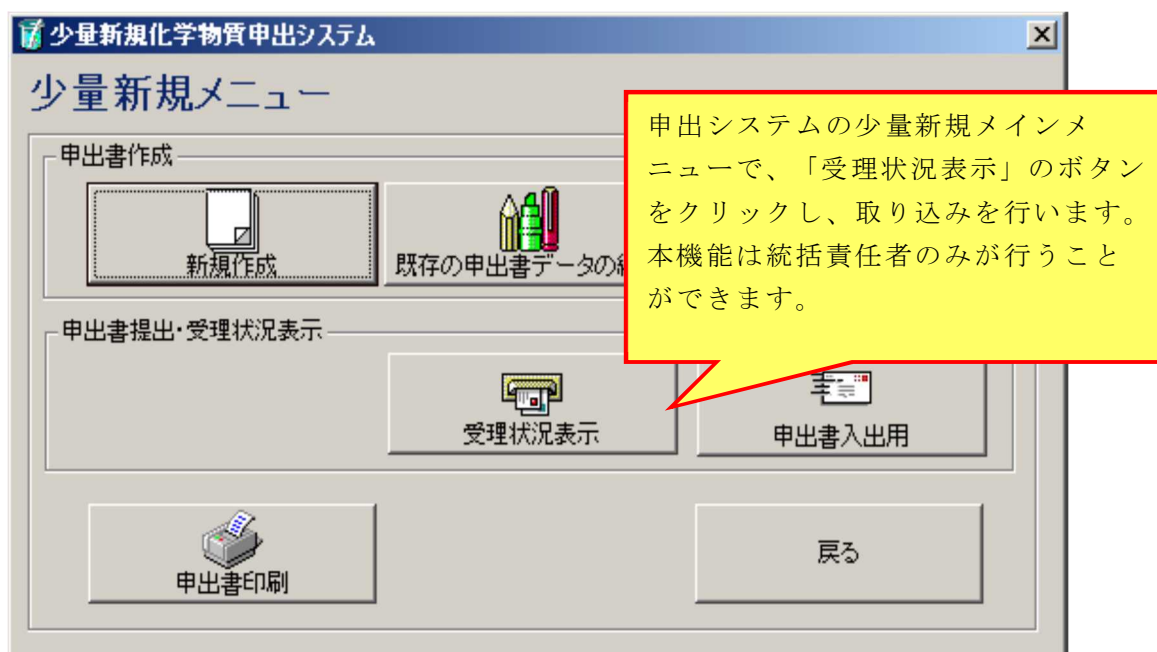 少量新規化学物質申出システム
少量新規メニュー
申出書作成
新規作成
既存の申出書データの
申出システムの少量新規メインメ
ニューで、「受理状況表示」のボタン
をクリックし、取り込みを行います。
本機能は統括責任者のみが行うこと
ができます。
申出書提出・受理状況表示
受理状況表示
申出書入出用
申出書印刷
戻る